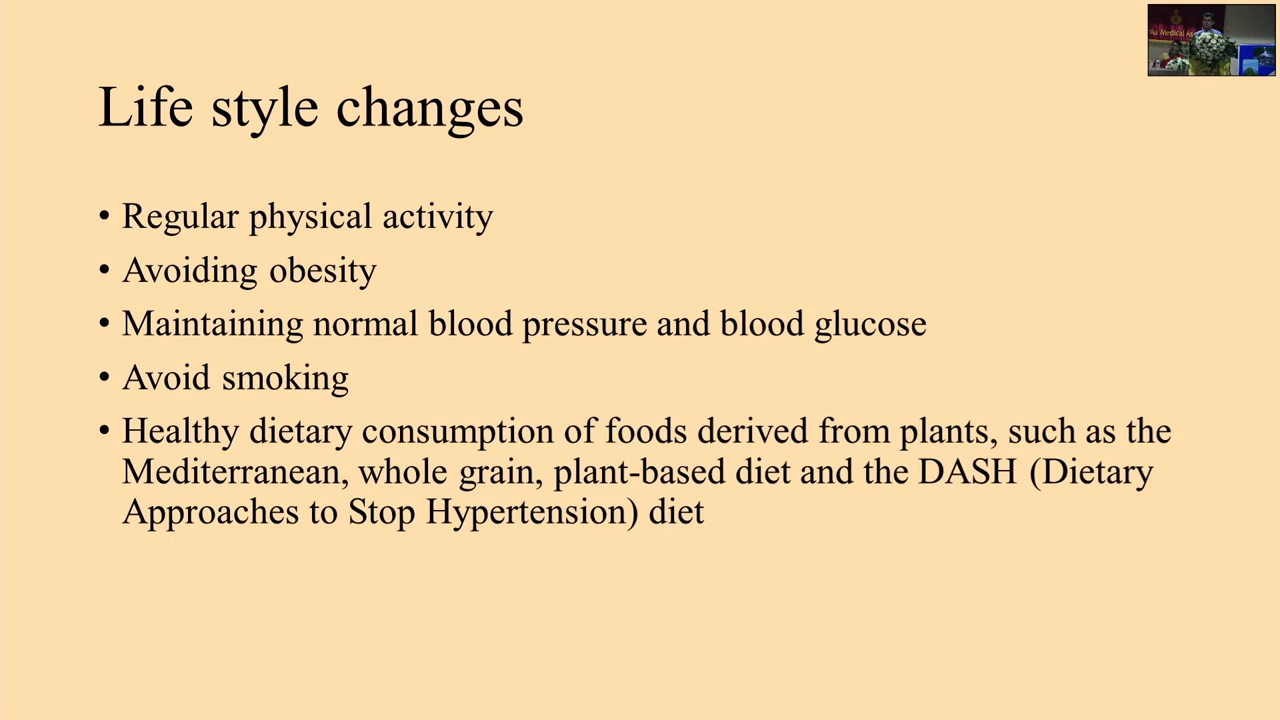 Life style changes
• Regular physical activity
• Avoiding obesity
• Maintaining normal blood pressure and blood glucose
• Avoid smoking
• Healthy dietary consumption of foods derived from plants, such as the
Mediterranean, whole grain, plant-based diet and the DASH (Dietary
Approaches to Stop Hypertension) diet
Medical